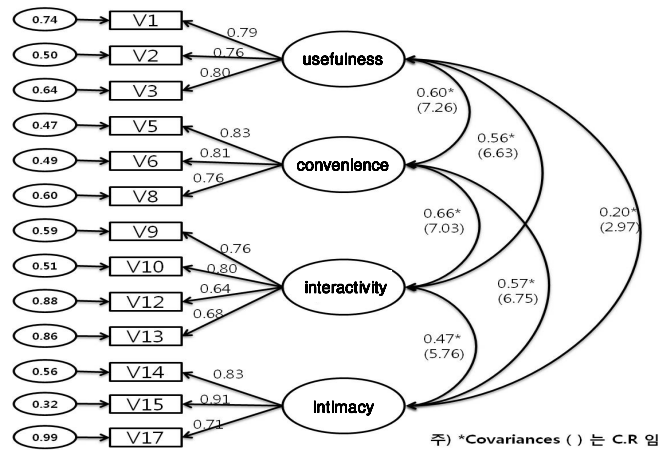 0.74 V1
0.79
0.50 V2 0.76 usefulness
0.64 V3 0.80
0.60*
(7.26)
0.56*
(6.63)
0.47 V5 0.83
0.49 V6 0.81 convenience
0.60 V8 0.76
0.20*
(2.97)
0.66*
(7.03)
0.59 V9 0.76
0.51 V10 0.80
0.57*
(6.75)
0.88 V12 0.64 interactivity
0.86 V13 0.68
0.47*
(5.76)
0.56 V14 0.83
0.32 V15 0.91 intimacy
0.99 V17 0.71
주) *Covariances ( ) 는 C.R 임